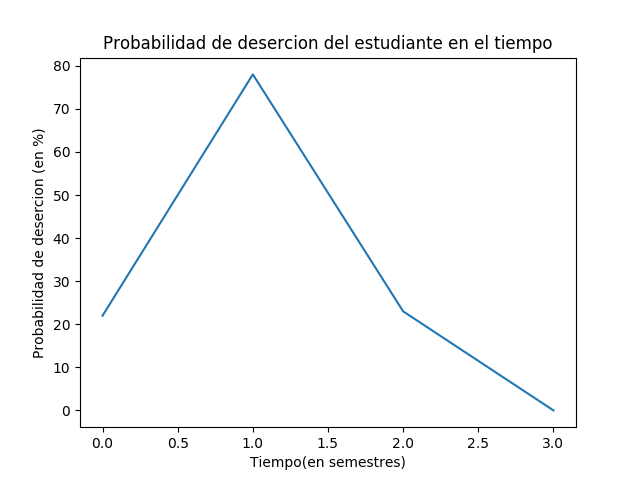 Probabilidad de desercion del estudiante en el tiempo
80
70
60
50
40
30
20
10
0
Probabilidad de desercion (en %)
0.0 0.5 1.0 1.5 2.0 2.5 3.0
Tiempo(en semestres)